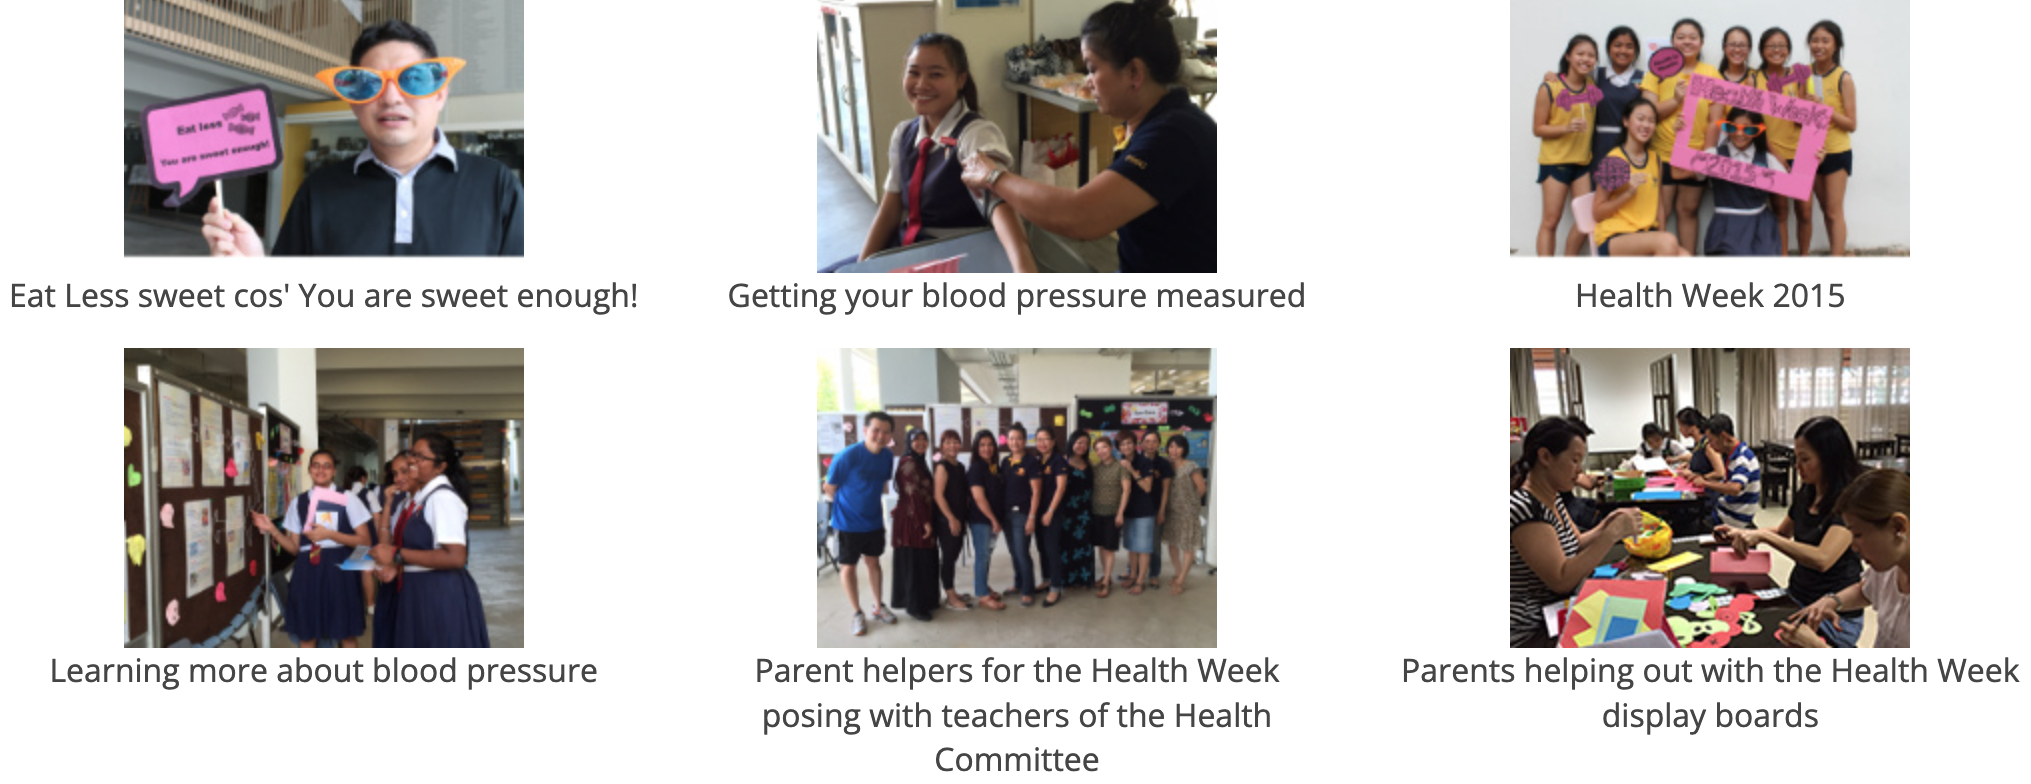 Eat less
You are sweet enough!
Health Week
2015
Eat Less sweet cos' You are sweet enough!
Getting your blood pressure measured
Health Week 2015
Learning more about blood pressure
Parent helpers for the Health Week
posing with teachers of the Health
Committee
Parents helping out with the Health Week
display boards